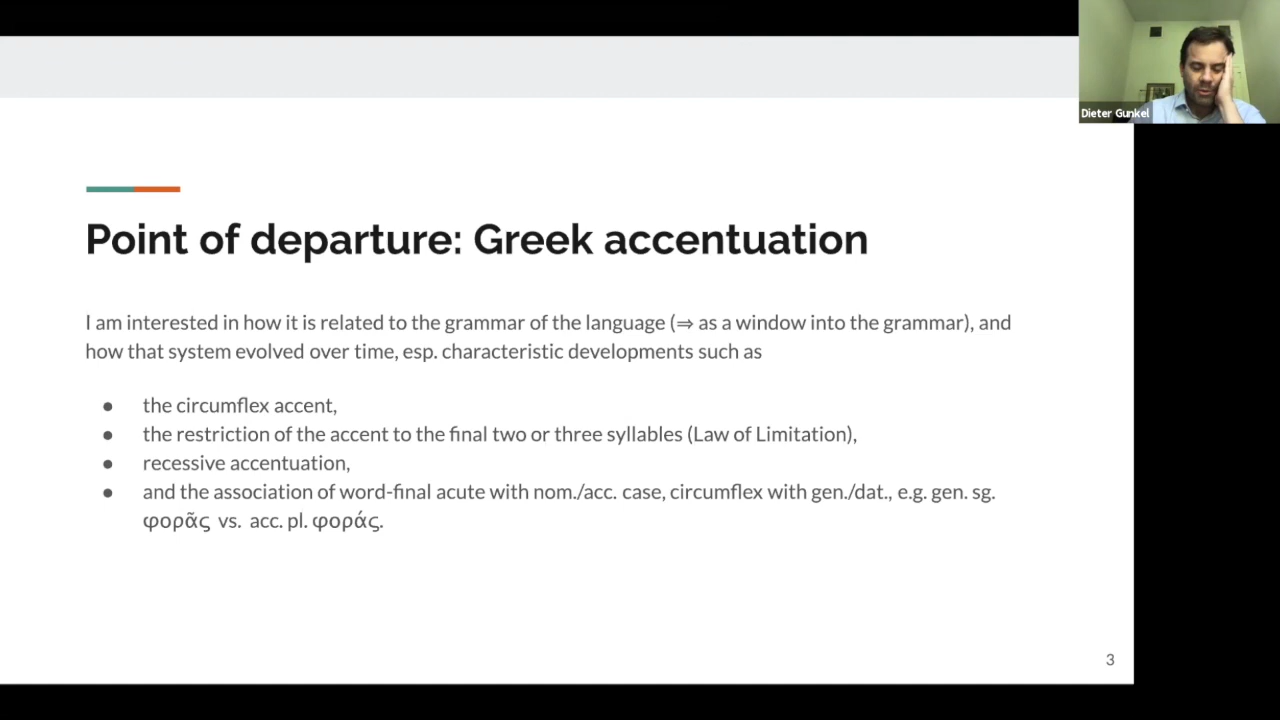 Dieter Gunkel
Point of departure: Greek accentuation
I am interested in how it is related to the grammar of the language (⇒ as a window into the grammar), and
how that system evolved over time, esp. characteristic developments such as
● the circumflex accent,
● the restriction of the accent to the final two or three syllables (Law of Limitation),
● recessive accentuation,
● and the association of word-final acute with nom./acc. case, circumflex with gen./dat., e.g. gen. sg.
φορᾶς vs. acc. pl. φοράς.
3